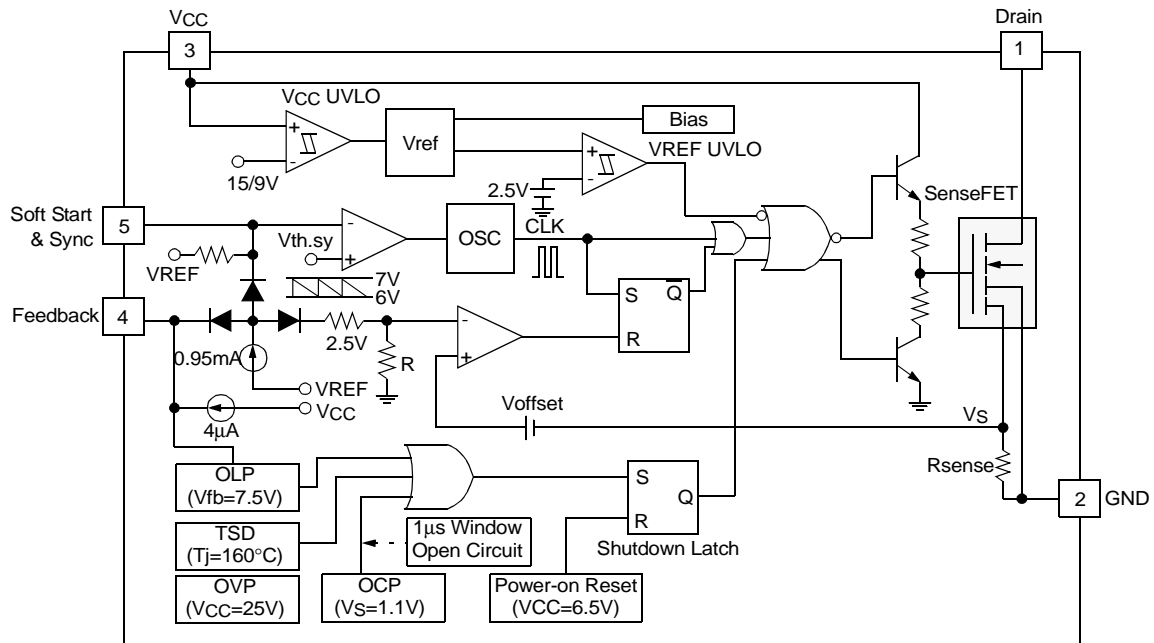 VCC
Drain
3
1
VCC UVLO
+
-
15/9V
Vref
Bias
VREF UVLO
+
-
2.5V
SenseFET
Soft Start
& Sync
5
-
Vth.sy
+
OSC
CLK
VREF
7V
6V
Feedback
4
2.5V
R
-
+
S
Q
R
0.95mA
VREF
VCC
4μA
Voffset
VS
Rsense
OLP
(Vfb=7.5V)
S
Q
R
2
GND
TSD
(Tj=160°C)
1μs Window
Open Circuit
Shutdown Latch
OVP
(VCC=25V)
OCP
(VS=1.1V)
Power-on Reset
(VCC=6.5V)